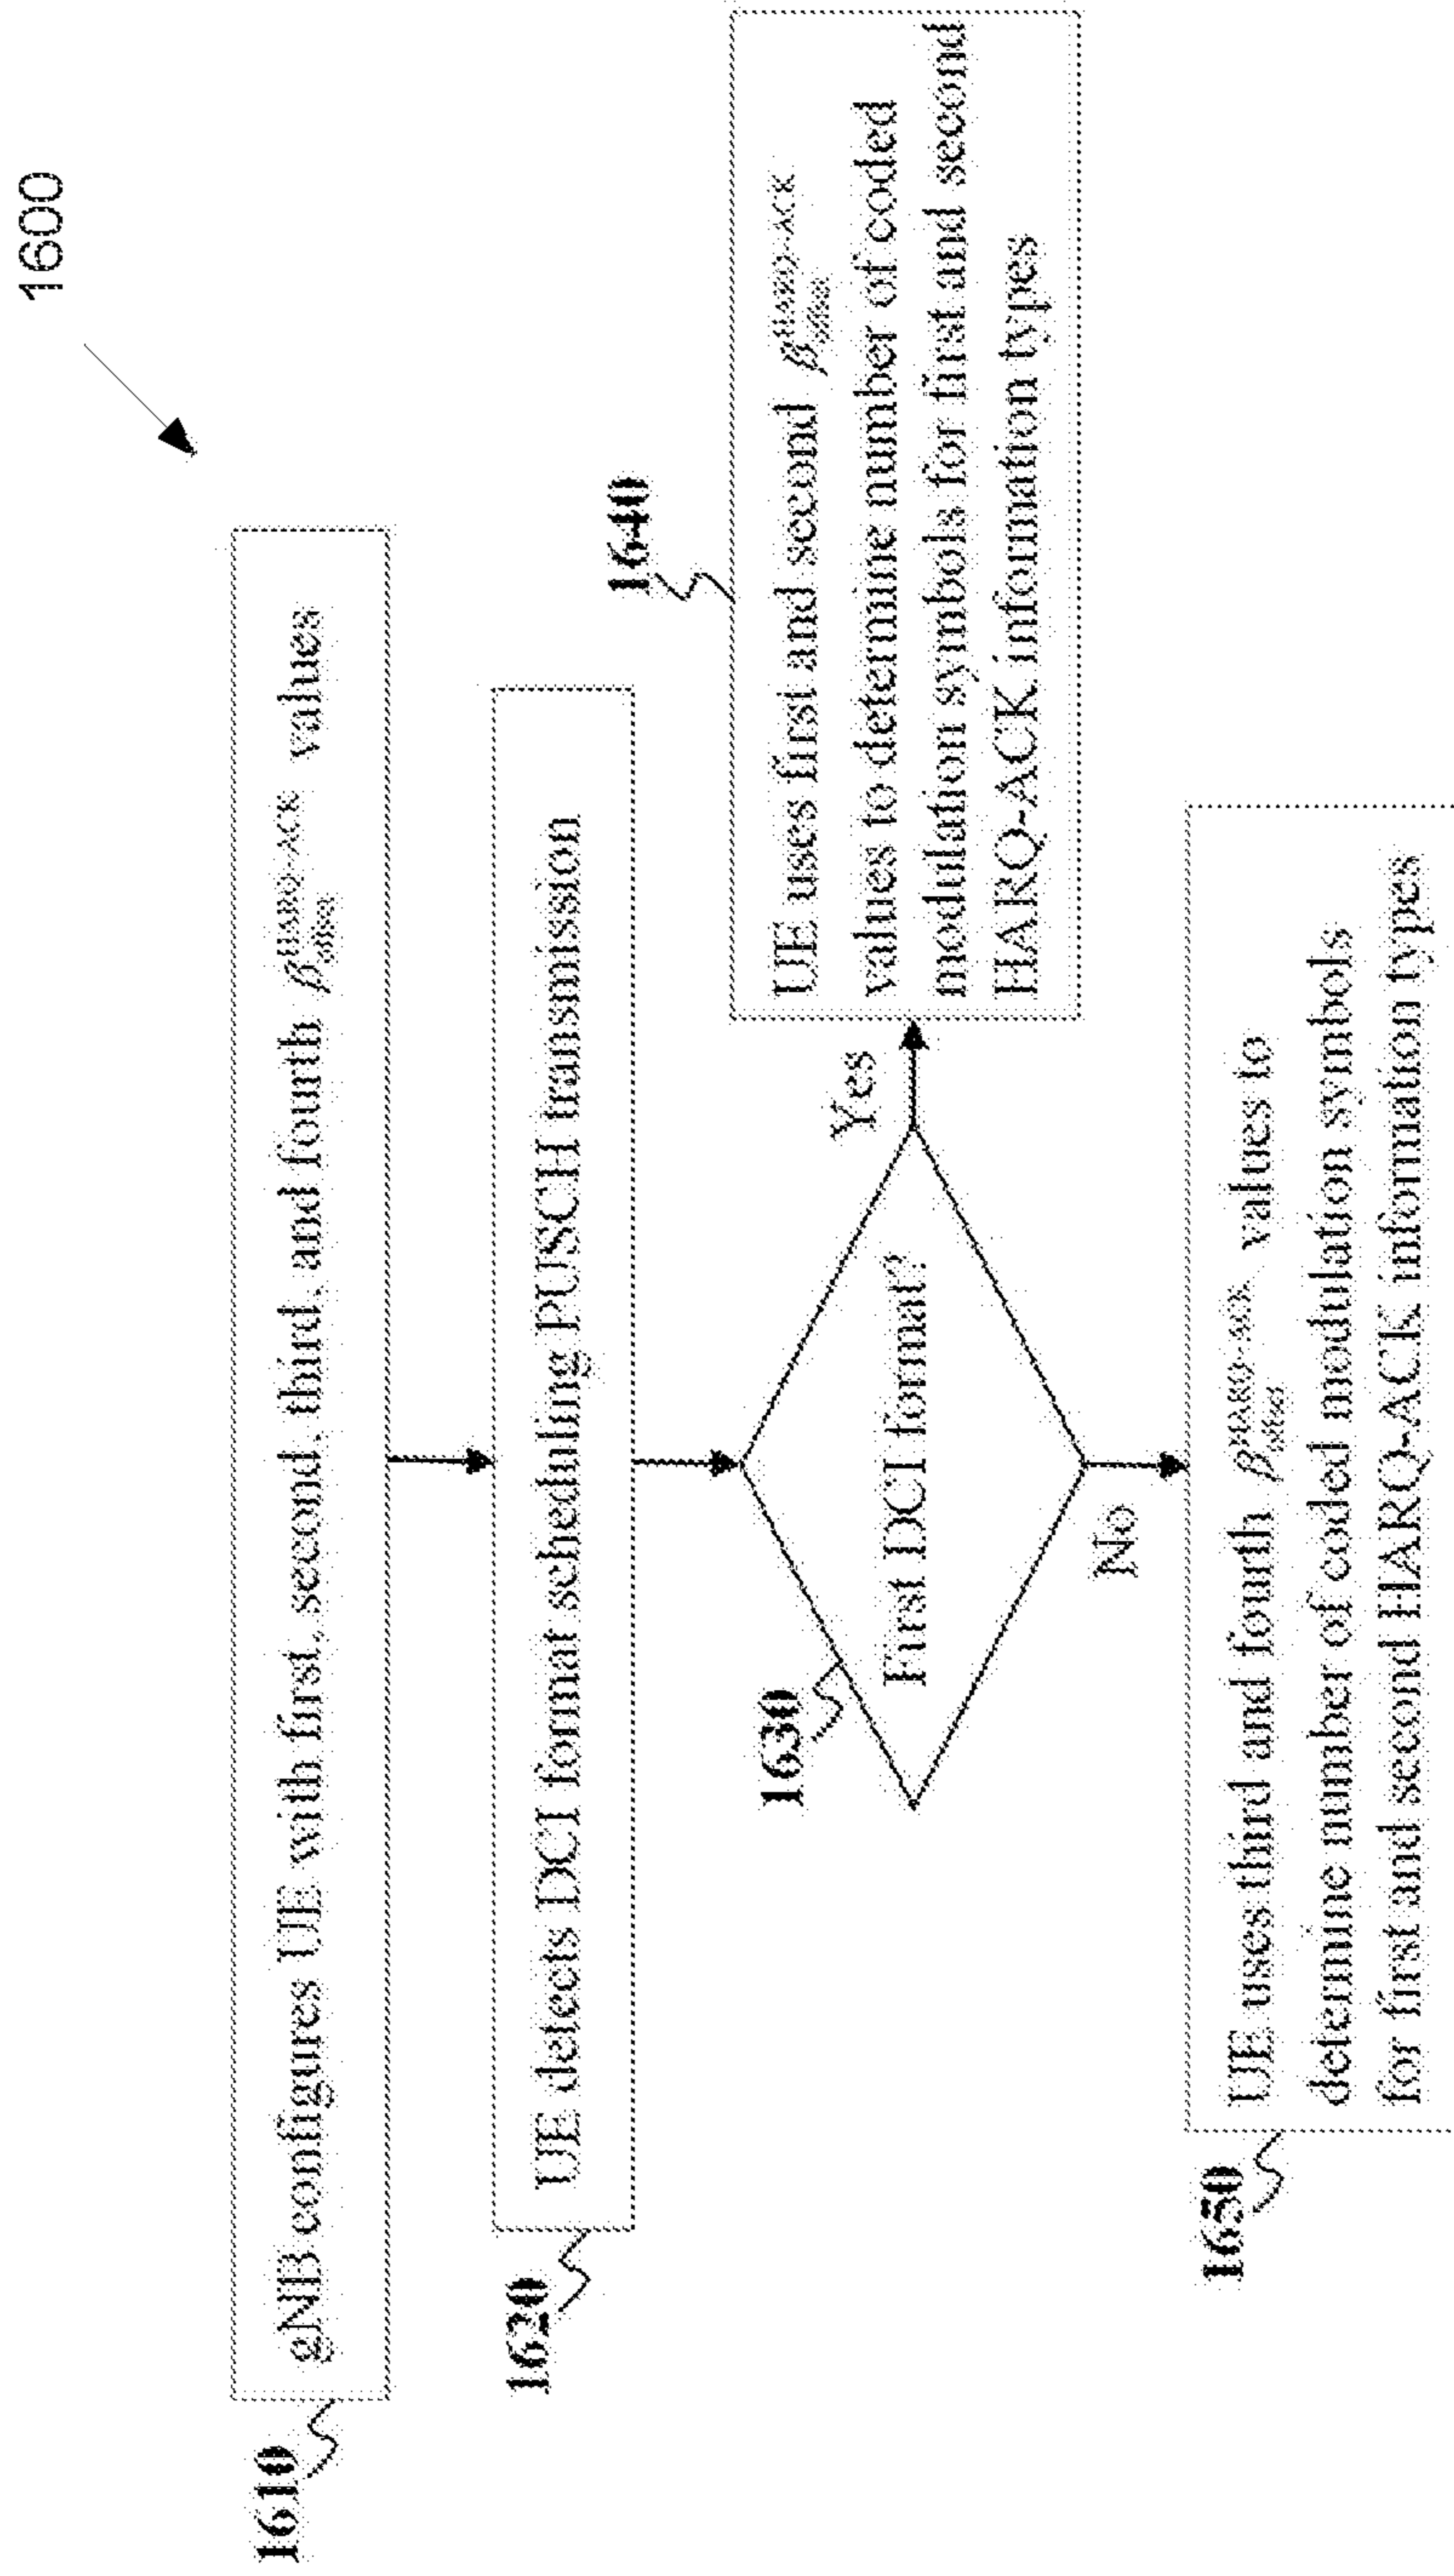 1600
1610
gNB configures UE with first, second, third, and fourth β_offset^HARQ-ACK values
1620
UE detects DCI format scheduling PUSCH transmission
1630
First DCI format?
Yes
1640
UE uses first and second β_offset^HARQ-ACK
values to determine number of coded
modulation symbols for first and second
HARQ-ACK information types
No
1650
UE uses third and fourth β_offset^HARQ-ACK values to
determine number of coded modulation symbols
for first and second HARQ-ACK information types